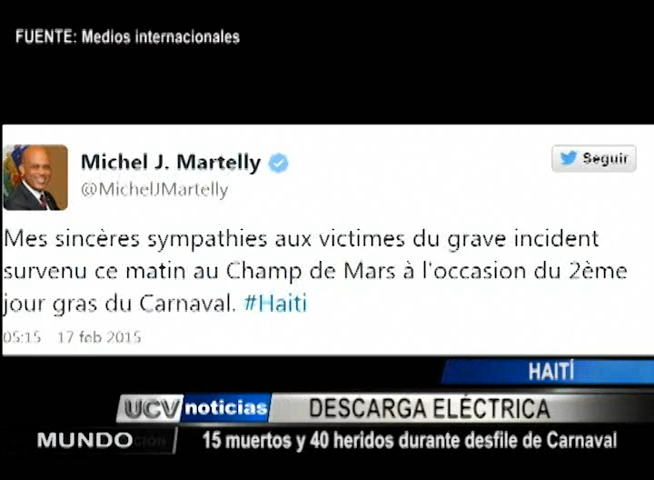 FUENTE: Medios internacionales
Michel J. Martelly
Seguir
@MichelJMartelly
Mes sincères sympathies aux victimes du grave incident
survenu ce matin au Champ de Mars à l'occasion du 2ème
jour gras du Carnaval. #Haiti
05:15 17 feb 2015
HAITÍ
UCV noticias DESCARGA ELÉCTRICA
MUNDO 15 muertos y 40 heridos durante desfile de Carnaval